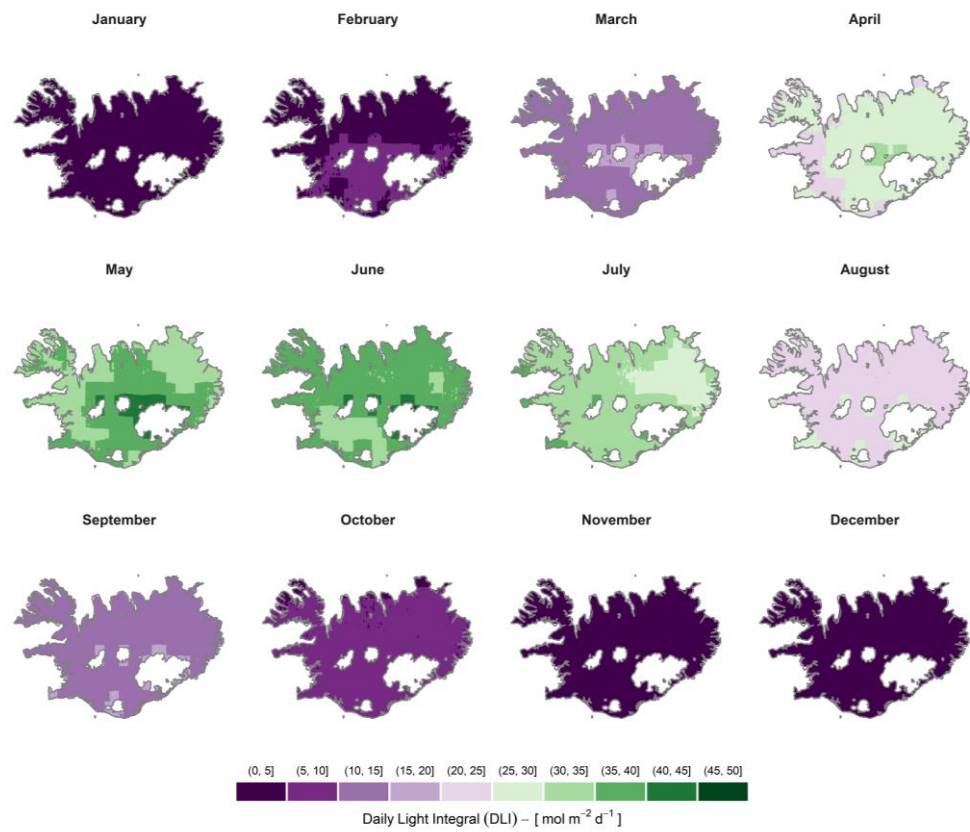 January February March April
May June July August
September October November December
(0, 5] (5, 10] (10, 15] (15, 20] (20, 25] (25, 30] (30, 35] (35, 40] (40, 45] (45, 50]
Daily Light Integral (DLI) − [ mol m⁻² d⁻¹ ]